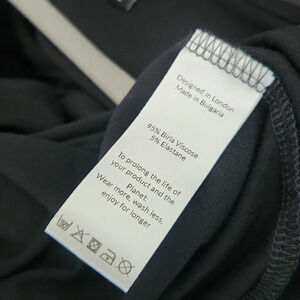 Designed in London
Made in Bulgaria
95% Birla Viscose
5% Elastane
To prolong the life of
your product and the
Planet:
Wear more, wash less,
enjoy for longer